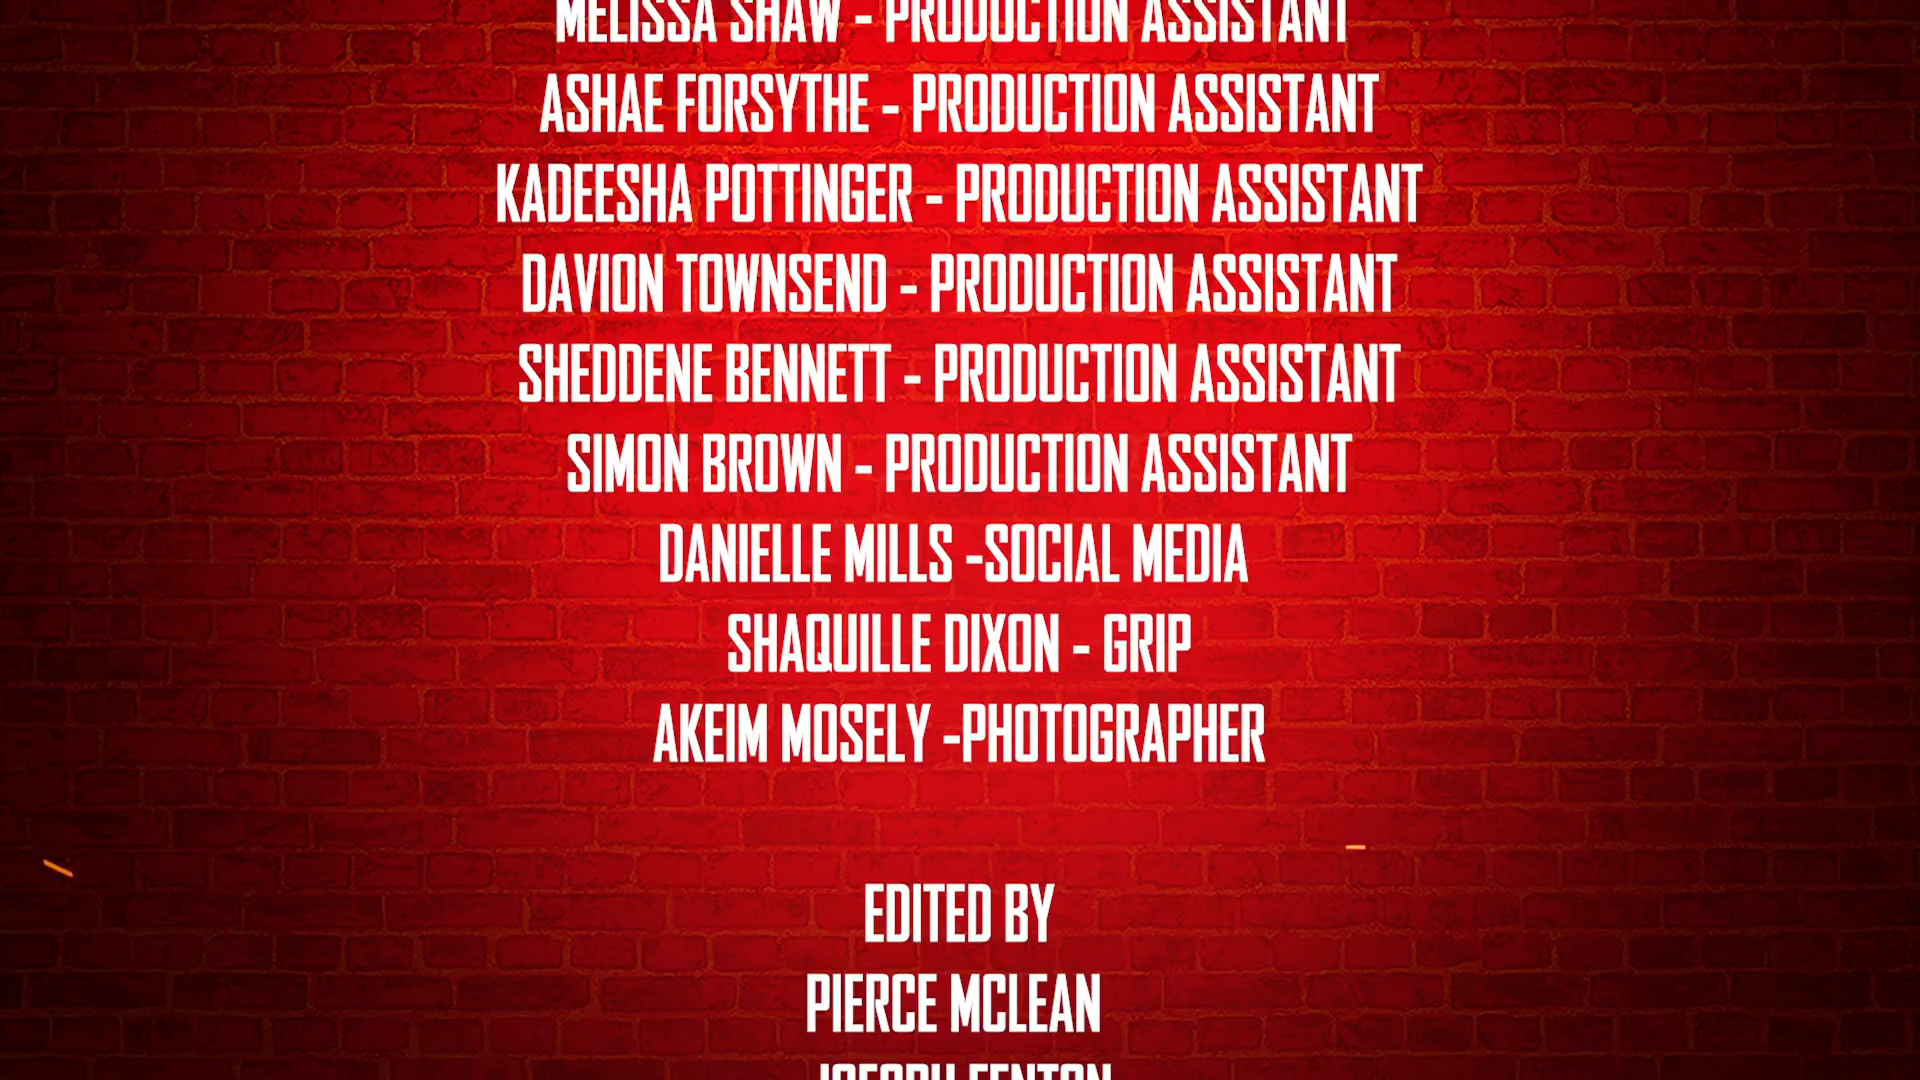 MELISSA SHAW - PRODUCTION ASSISTANT
ASHAE FORSYTHE - PRODUCTION ASSISTANT
KADEESHA POTTINGER - PRODUCTION ASSISTANT
DAVION TOWNSEND - PRODUCTION ASSISTANT
SHEDDENE BENNETT - PRODUCTION ASSISTANT
SIMON BROWN - PRODUCTION ASSISTANT
DANIELLE MILLS -SOCIAL MEDIA
SHAQUILLE DIXON - GRIP
AKEIM MOSELY -PHOTOGRAPHER
EDITED BY
PIERCE MCLEAN
JOSEPH FENTON